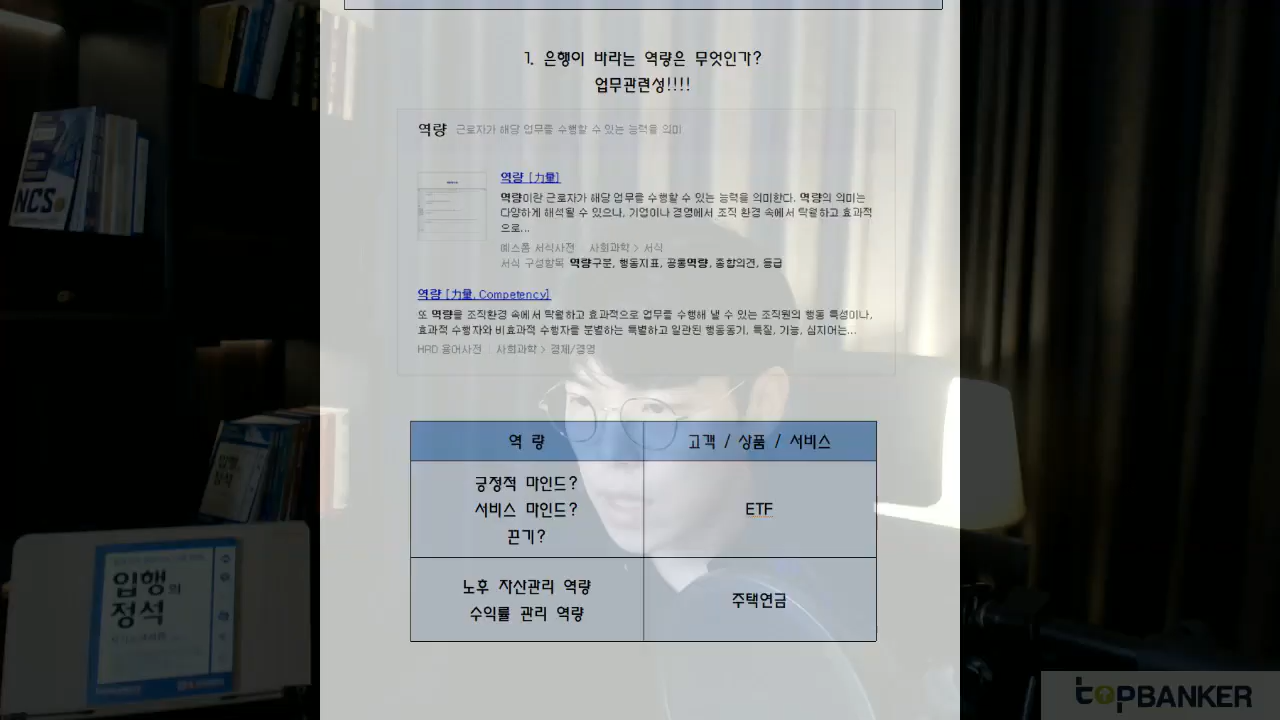 1. 은행이 바라는 역량은 무엇인가?
업무관련성!!!!
역량 근로자가 해당 업무를 수행할 수 있는 능력을 의미
역량 [力量]
역량이란 근로자가 해당 업무를 수행할 수 있는 능력을 의미한다. 역량의 의미는
다양하게 해석될 수 있으나, 기업이나 경영에서 조직 환경 속에서 탁월하고 효과적
으로...
예스폼 서식사전 | 사회과학 > 서식
서식 구성항목 역량구분, 행동지표, 공통역량, 종합의견, 등급
역량 [力量, Competency]
또 역량을 조직환경 속에서 탁월하고 효과적으로 업무를 수행해 낼 수 있는 조직원의 행동 특성이나,
효과적 수행자와 비효과적 수행자를 분별하는 특별하고 일관된 행동동기, 특질, 기능, 심지어는...
HRD 용어사전 | 사회과학 > 경제/경영
역 량
고객 / 상품 / 서비스
긍정적 마인드?
서비스 마인드?
끈기?
ETF
노후 자산관리 역량
수익률 관리 역량
주택연금
NCS
입행의
정석
입행의
정석
topBANKER